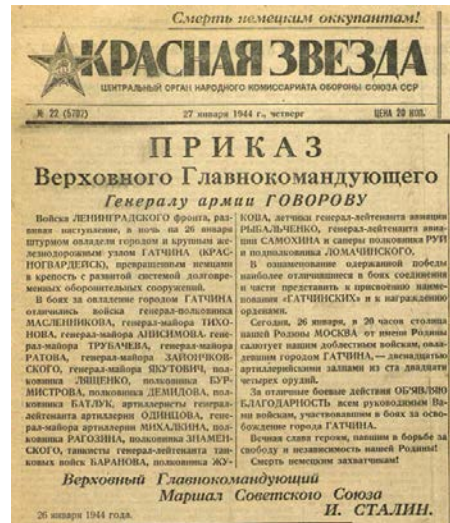 Смерть немецким оккупантам!
КРАСНАЯ ЗВЕЗДА
ЦЕНТРАЛЬНЫЙ ОРГАН НАРОДНОГО КОМИССАРИАТА ОБОРОНЫ СОЮЗА ССР
№ 22 (5702)
27 января 1944 г., четверг
ЦЕНА 20 КОП.
ПРИКАЗ
Верховного Главнокомандующего
Генералу армии ГОВОРОВУ
Войска ЛЕНИНГРАДСКОГО фронта, раз-
вивая наступление, в ночь на 26 января
штурмом овладели городом и крупным же-
лезнодорожным узлом ГАТЧИНА (КРАС-
НОГВАРДЕЙСК), превращенным немцами
в крепость с развитой системой долговре-
менных оборонительных сооружений.
В боях за овладение городом ГАТЧИНА
отличились войска генерал-полковника
МАСЛЕННИКОВА, генерал-майора ТИХО-
НОВА, генерал-майора АНИСИМОВА, гене-
рал-майора ТРУБАЧЕВА, генерал-майора
РАТОВА, генерал-майора ЗАЙОНЧКОВ-
СКОГО, генерал-майора ЯКУТОВИЧ, пол-
ковника ЛЯЩЕНКО, полковника БУР-
МИСТРОВА, полковника ДЕМИДОВА, пол-
ковника БАТЛУК, артиллеристы генерал-
лейтенанта артиллерии ОДИНЦОВА, гене-
рал-майора артиллерии МИХАЛКИНА, пол-
ковника РАГОЗИНА, полковника ЗНАМЕН-
СКОГО, танкисты генерал-лейтенанта тан-
ковых войск БАРАНОВА, полковника ЖУ-
КОВА, летчики генерал-лейтенанта авиации
РЫБАЛЬЧЕНКО, генерал-лейтенанта авиа-
ции САМОХИНА и саперы полковника РУЙ
и подполковника ЛОМАЧИНСКОГО.
В ознаменование одержанной победы
наиболее отличившиеся в боях соединения
и части представить к присвоению наиме-
нования «ГАТЧИНСКИХ» и к награждению
орденами.
Сегодня, 26 января, в 20 часов столица
нашей Родины МОСКВА от имени Родины
салютует нашим доблестным войскам, овла-
девшим городом ГАТЧИНА, — двенадцатью
артиллерийскими залпами из ста двадцати
четырех орудий.
За отличные боевые действия ОБ'ЯВЛЯЮ
БЛАГОДАРНОСТЬ всем руководимым Ва-
ми войскам, участвовавшим в боях за осво-
бождение города ГАТЧИНА.
Вечная слава героям, павшим в борьбе за
свободу и независимость нашей Родины!
Смерть немецким захватчикам!
Верховный Главнокомандующий
Маршал Советского Союза
И. СТАЛИН.
26 января 1944 года.